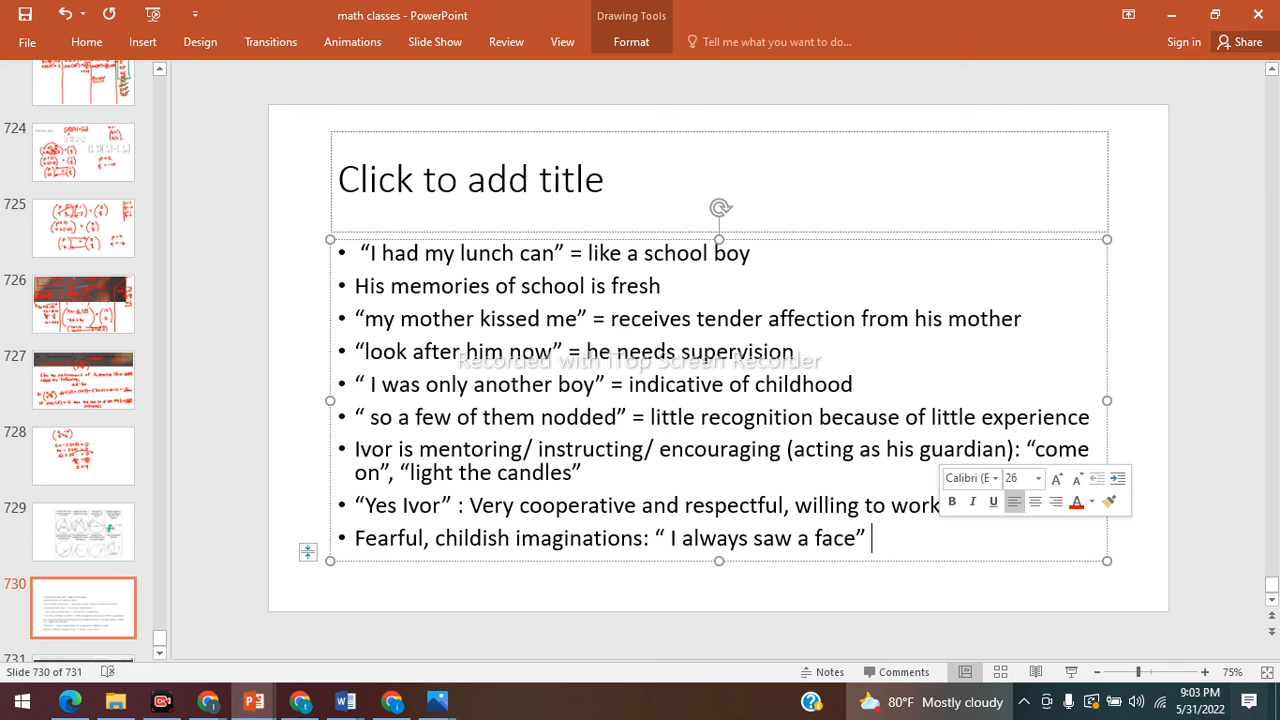 math classes - PowerPoint
Drawing Tools
File Home Insert Design Transitions Animations Slide Show Review View Format Tell me what you want to do... Sign in Share
724
725
726
727
728
729
730
731
Click to add title
• “I had my lunch can” = like a school boy
• His memories of school is fresh
• “my mother kissed me” = receives tender affection from his mother
• “look after him now” = he needs supervision
Recorded with iTop Screen Recorder
• “ I was only another boy” = indicative of childhood
• “ so a few of them nodded” = little recognition because of little experience
• Ivor is mentoring/ instructing/ encouraging (acting as his guardian): “come
on”, “light the candles”
• “Yes Ivor” : Very cooperative and respectful, willing to work
• Fearful, childish imaginations: “ I always saw a face”
Calibri (E 26
B I U A
Slide 730 of 731 Notes Comments 75%
80°F Mostly cloudy 9:03 PM
5/31/2022